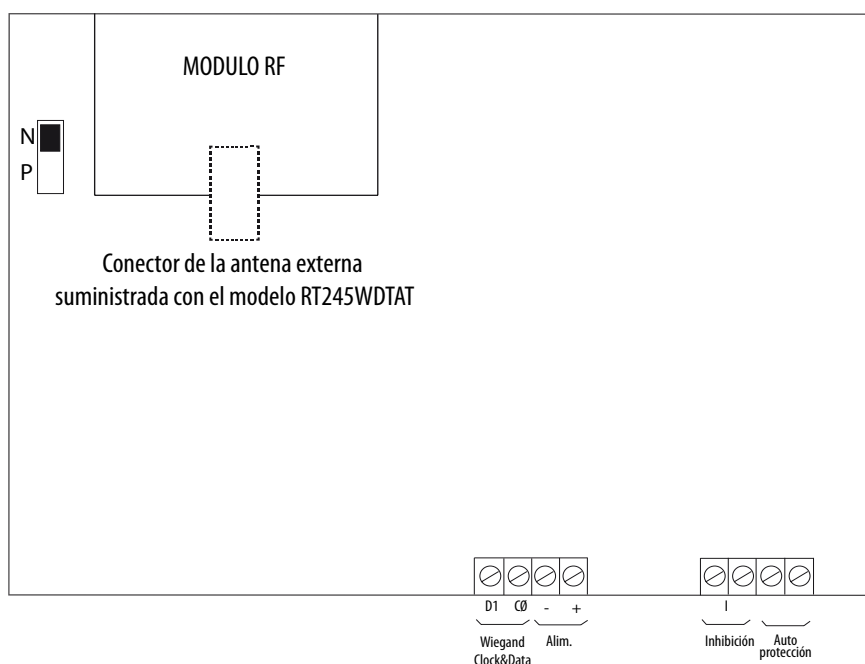 MODULO RF
N
P
Conector de la antena externa
suministrada con el modelo RT245WDTAT
D1 CØ - + I
Wiegand Alim. Inhibición Auto
Clock&Data protección